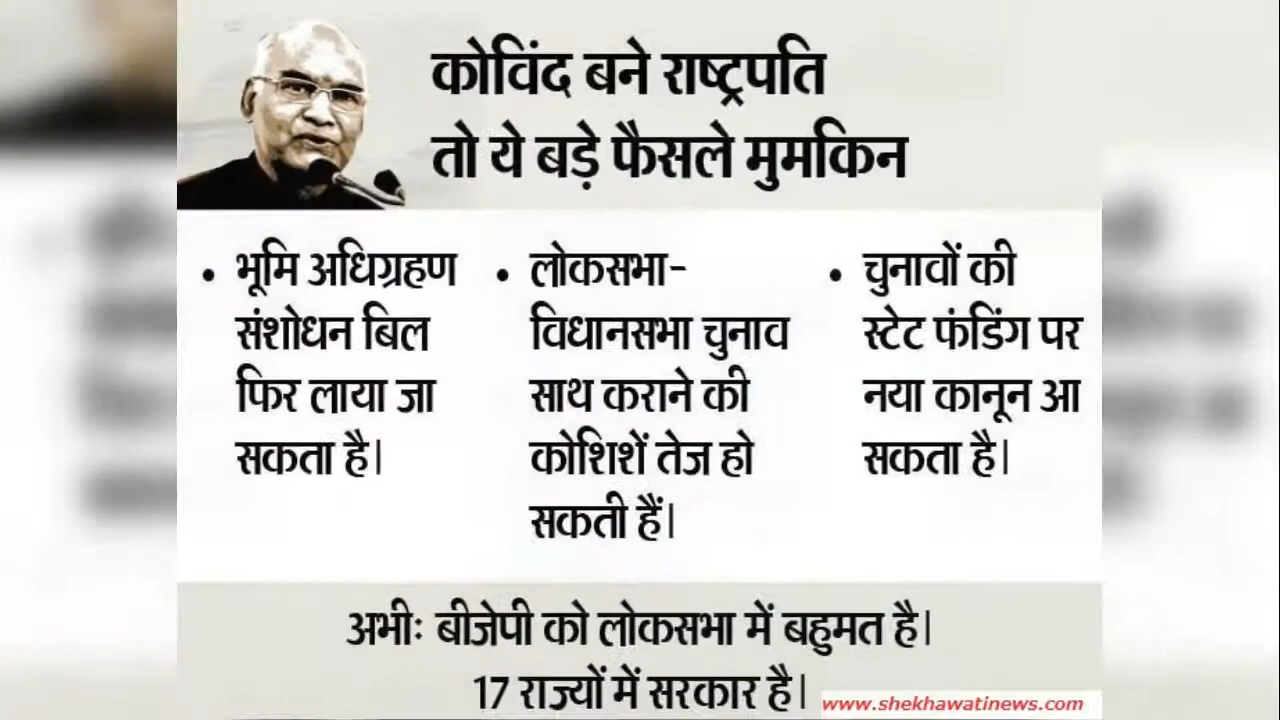 कोविंद बने राष्ट्रपति
तो ये बड़े फैसले मुमकिन
• भूमि अधिग्रहण
संशोधन बिल
फिर लाया जा
सकता है।
• लोकसभा-
विधानसभा चुनाव
साथ कराने की
कोशिशें तेज हो
सकती हैं।
• चुनावों की
स्टेट फंडिंग पर
नया कानून आ
सकता है।
अभीः बीजेपी को लोकसभा में बहुमत है।
17 राज्यों में सरकार है।
www.shekhawatinews.com